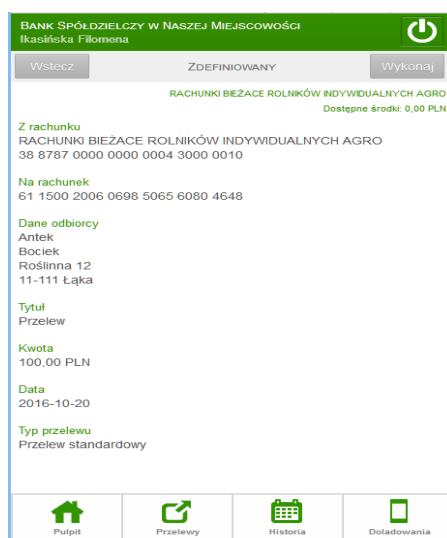 Bank Spółdzielczy w Naszej Miejscowości
Ikasińska Filomena
Wstecz
Zdefiniowany
Wykonaj
RACHUNKI BIEŻACE ROLNIKÓW INDYWIDUALNYCH AGRO
Dostępne środki: 0,00 PLN
Z rachunku
RACHUNKI BIEŻACE ROLNIKÓW INDYWIDUALNYCH AGRO
38 8787 0000 0000 0004 3000 0010
Na rachunek
61 1500 2006 0698 5065 6080 4648
Dane odbiorcy
Antek
Bociek
Roślinna 12
11-111 Łąka
Tytuł
Przelew
Kwota
100,00 PLN
Data
2016-10-20
Typ przelewu
Przelew standardowy
Pulpit
Przelewy
Historia
Doładowania